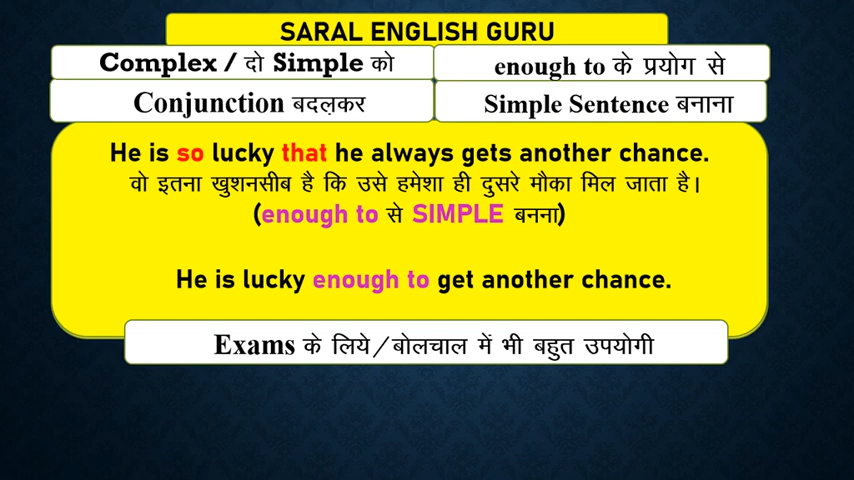 SARAL ENGLISH GURU
Complex / दो Simple को
enough to के प्रयोग से
Conjunction बदल़कर
Simple Sentence बनाना
He is so lucky that he always gets another chance.
वो इतना खुशनसीब है कि उसे हमेशा ही दुसरे मौका मिल जाता है।
(enough to से SIMPLE बनना)
He is lucky enough to get another chance.
Exams के लिये/बोलचाल में भी बहुत उपयोगी